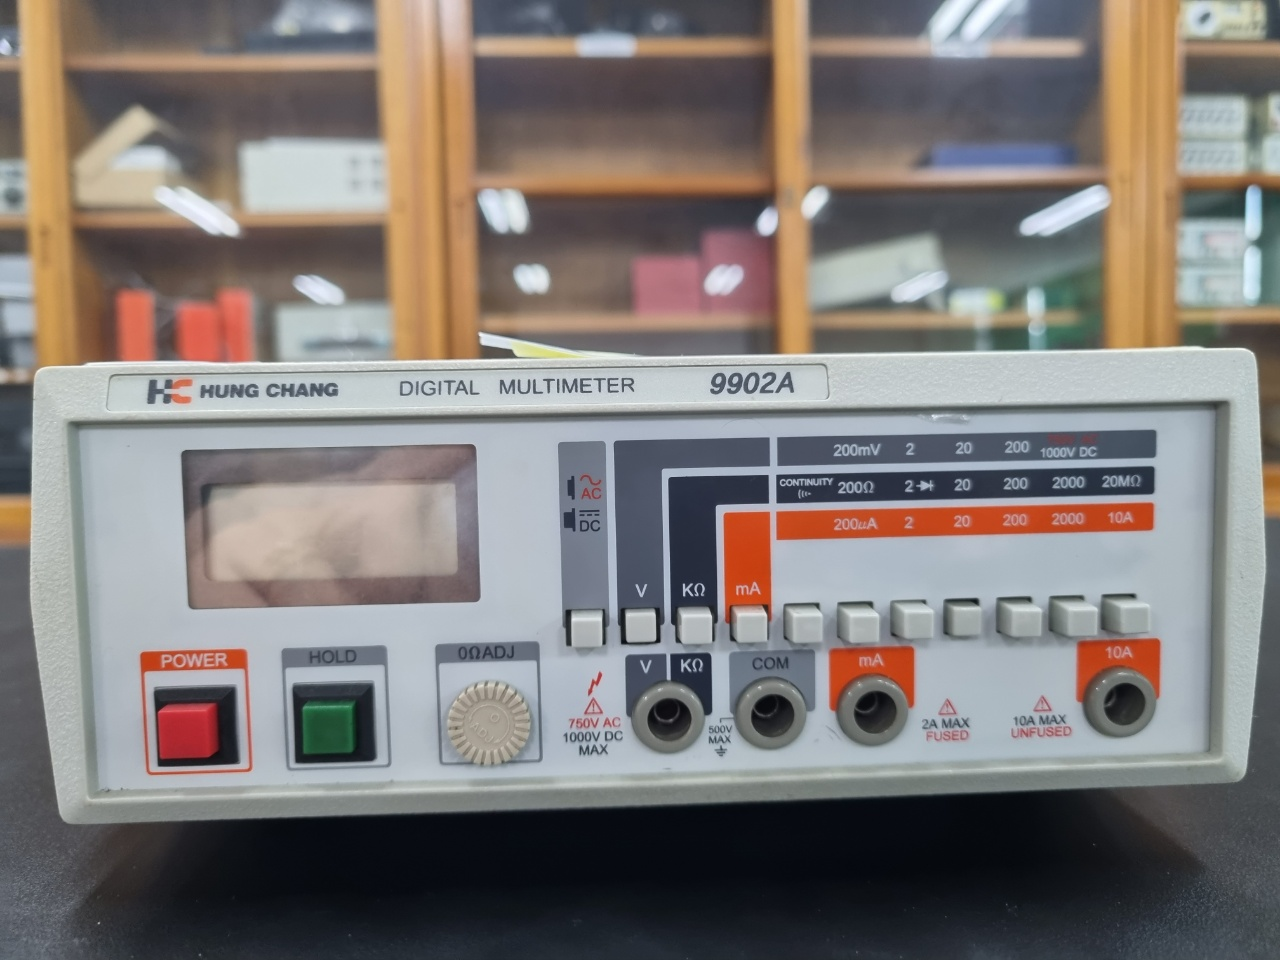 HC HUNG CHANG DIGITAL MULTIMETER 9902A
200mV 2 20 200 1000V DC
CONTINUITY 200Ω 2 20 200 2000 20MΩ
200µA 2 20 200 2000 10A
AC
DC
V KΩ mA
POWER HOLD 0ΩADJ
V KΩ COM mA 10A
750V AC
1000V DC
MAX
500V
MAX
2A MAX
FUSED
10A MAX
UNFUSED